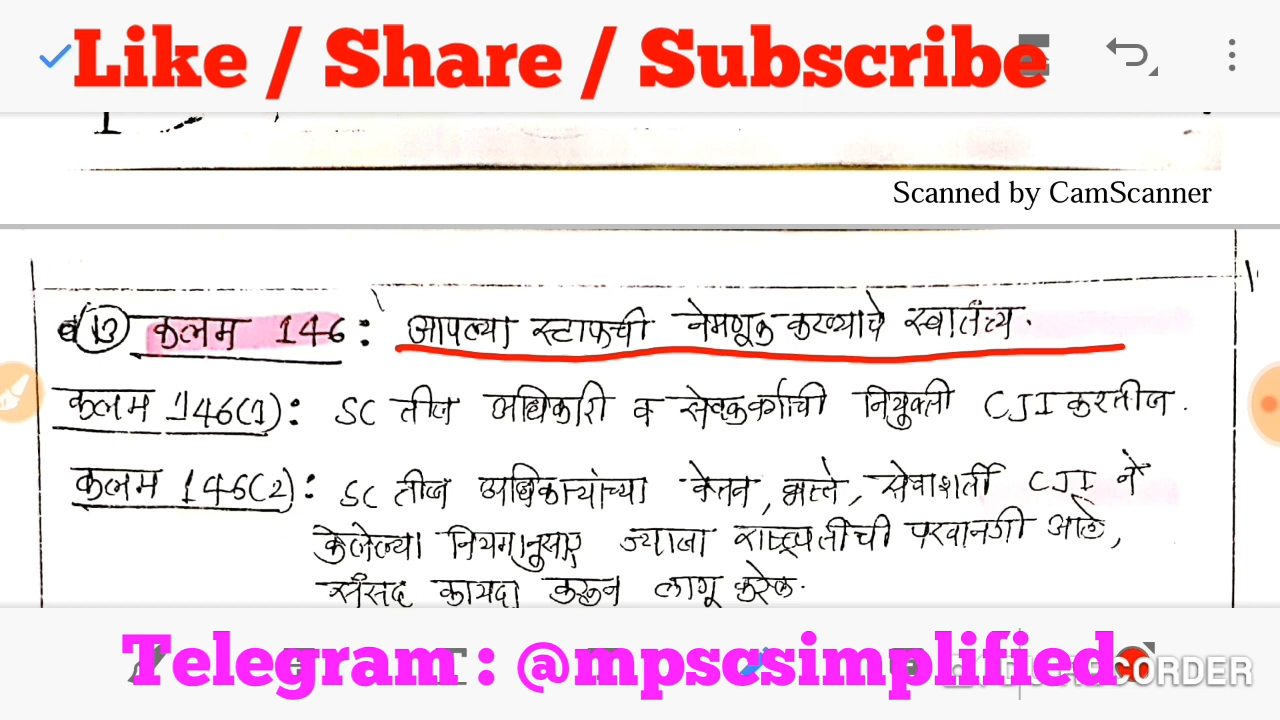 Like / Share / Subscribe
Scanned by CamScanner
13 कलम 146: आपल्या स्टाफची नेमणूक करण्याचे स्वातंत्र्य.
कलम 146(1): SC तील अधिकारी व सेवकवर्गाची नियुक्ती CJI करतील.
कलम 146(2): SC तील अधिकाऱ्यांच्या वेतन, भत्ते, सेवाशर्ती CJI ने
केलेल्या नियमानुसार ज्याला राष्ट्रपतीची परवानगी आहे,
संसद कायदा करून लागू करेल.
Telegram : @mpscsimplified
RECORDER